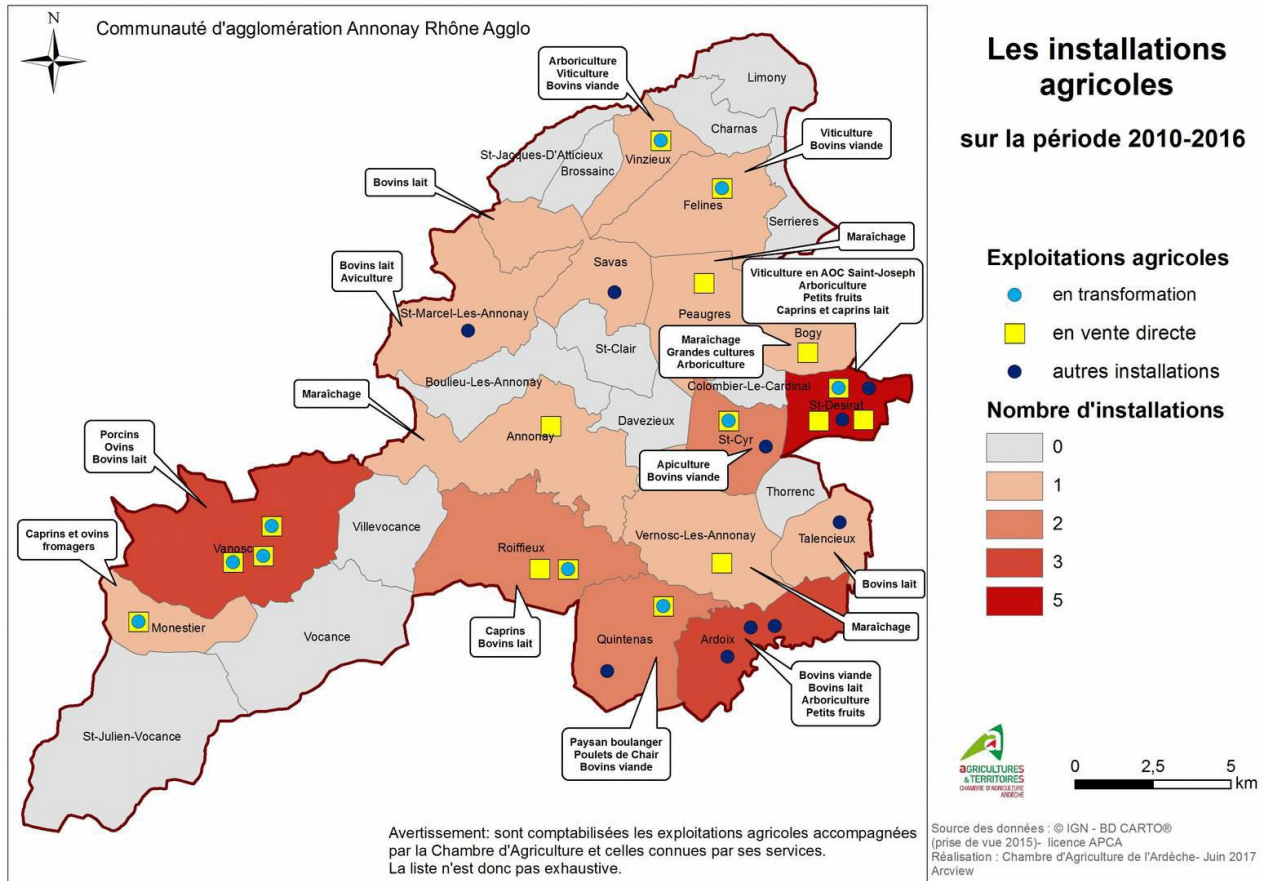 N
Communauté d'agglomération Annonay Rhône Agglo
Les installations
agricoles
sur la période 2010-2016
Arboriculture
Viticulture
Bovins viande
Limony
Charnas
Viticulture
Bovins viande
St-Jacques-D'Atticieux
Brossainc
Vinzieux
Bovins lait
Felines
Serrieres
Maraîchage
Bovins lait
Aviculture
Savas
Viticulture en AOC Saint-Joseph
Arboriculture
Petits fruits
Caprins et caprins lait
St-Marcel-Les-Annonay
Peaugres
Bogy
Maraîchage
Grandes cultures
Arboriculture
St-Clair
Boulieu-Les-Annonay
Colombier-Le-Cardinal
Maraîchage
St-Desirat
Davezieux
Annonay
St-Cyr
Porcins
Ovins
Bovins lait
Apiculture
Bovins viande
Thorrenc
Villevocance
Caprins et ovins
fromagers
Vanosc
Roiffieux
Vernosc-Les-Annonay
Talencieux
Bovins lait
Monestier
Vocance
Caprins
Bovins lait
Quintenas
Ardoix
Maraîchage
Bovins viande
Bovins lait
Arboriculture
Petits fruits
St-Julien-Vocance
Paysan boulanger
Poulets de Chair
Bovins viande
Exploitations agricoles
en transformation
en vente directe
autres installations
Nombre d'installations
0
1
2
3
5
a
aGRICULTURES
& TERRITOIRES
CHAMBRE D'AGRICULTURE
ARDÈCHE
0 2,5 5
km
Avertissement: sont comptabilisées les exploitations agricoles accompagnées
par la Chambre d'Agriculture et celles connues par ses services.
La liste n'est donc pas exhaustive.
Source des données : © IGN - BD CARTO®
(prise de vue 2015)- licence APCA
Réalisation : Chambre d'Agriculture de l'Ardèche- Juin 2017
Arcview